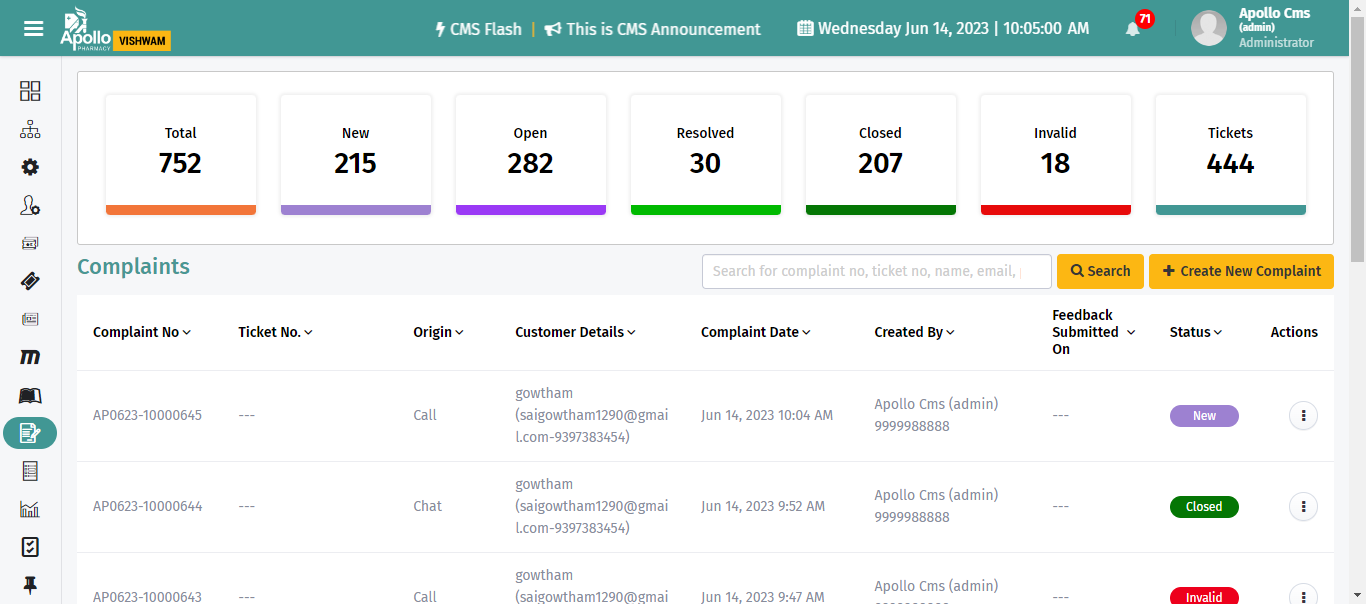 Apollo
PHARMACY
VISHWAM
CMS Flash | This is CMS Announcement
Wednesday Jun 14, 2023 | 10:05:00 AM
71
Apollo Cms
(admin)
Administrator
Total
752
New
215
Open
282
Resolved
30
Closed
207
Invalid
18
Tickets
444
Complaints
Search for complaint no, ticket no, name, email,
Search
Create New Complaint
Complaint No
Ticket No.
Origin
Customer Details
Complaint Date
Created By
Feedback
Submitted
On
Status
Actions
AP0623-10000645
---
Call
gowtham
(saigowtham1290@gmai
l.com-9397383454)
Jun 14, 2023 10:04 AM
Apollo Cms (admin)
9999988888
---
New
AP0623-10000644
---
Chat
gowtham
(saigowtham1290@gmai
l.com-9397383454)
Jun 14, 2023 9:52 AM
Apollo Cms (admin)
9999988888
---
Closed
AP0623-10000643
---
Call
gowtham
(saigowtham1290@gmai
Jun 14, 2023 9:47 AM
Apollo Cms (admin)
---
Invalid